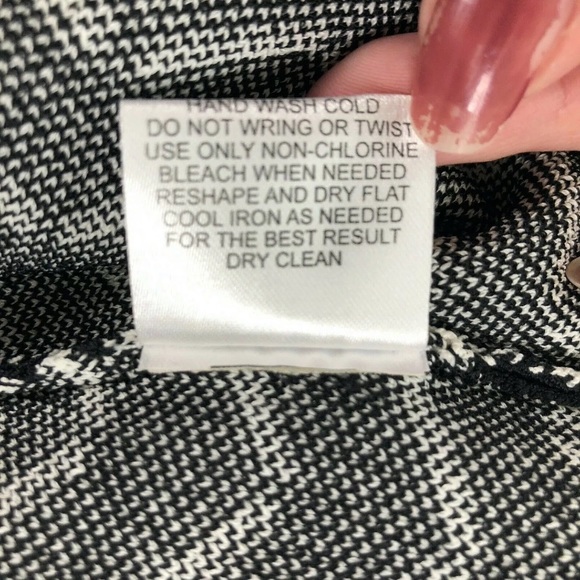 HAND WASH COLD
DO NOT WRING OR TWIST
USE ONLY NON-CHLORINE
BLEACH WHEN NEEDED
RESHAPE AND DRY FLAT
COOL IRON AS NEEDED
FOR THE BEST RESULT
DRY CLEAN